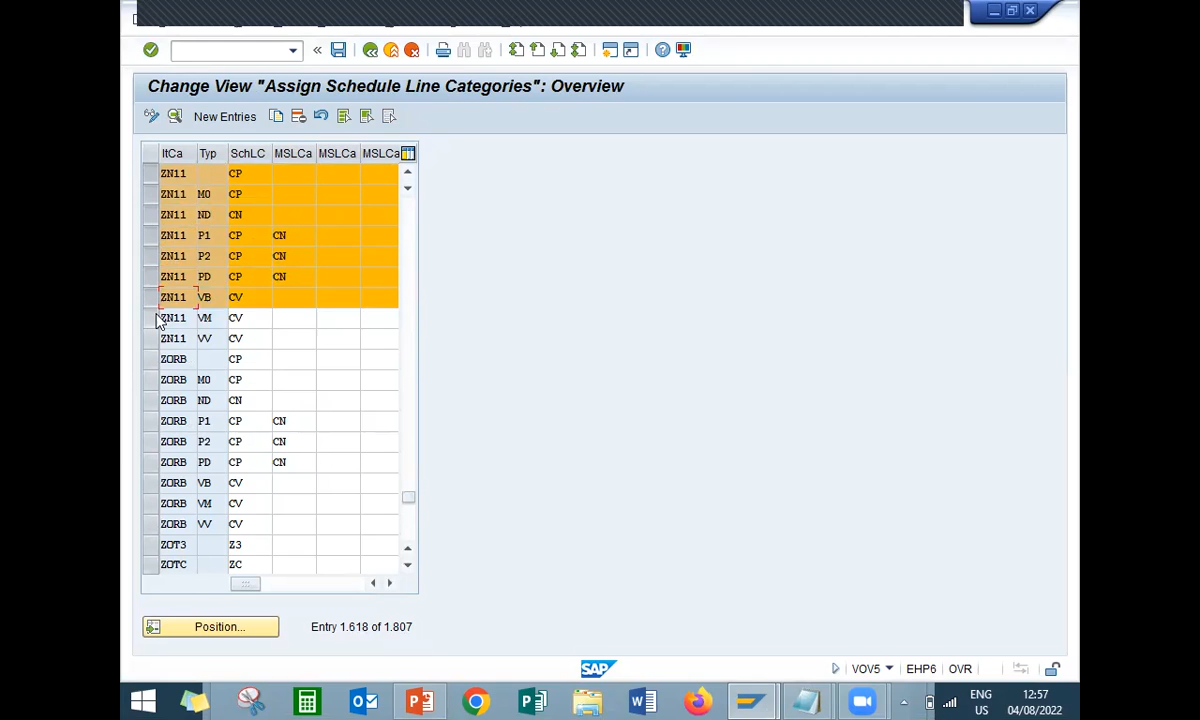 Change View "Assign Schedule Line Categories": Overview
New Entries
ItCa Typ SchLC MSLCa MSLCa MSLCa
ZN11 CP
ZN11 M0 CP
ZN11 ND CN
ZN11 P1 CP CN
ZN11 P2 CP CN
ZN11 PD CP CN
ZN11 VB CV
ZN11 VM CV
ZN11 VV CV
ZORB CP
ZORB M0 CP
ZORB ND CN
ZORB P1 CP CN
ZORB P2 CP CN
ZORB PD CP CN
ZORB VB CV
ZORB VM CV
ZORB VV CV
ZOT3 Z3
ZOTC ZC
Position... Entry 1.618 of 1.807
SAP VOV5 EHP6 OVR
ENG 12:57
US 04/08/2022